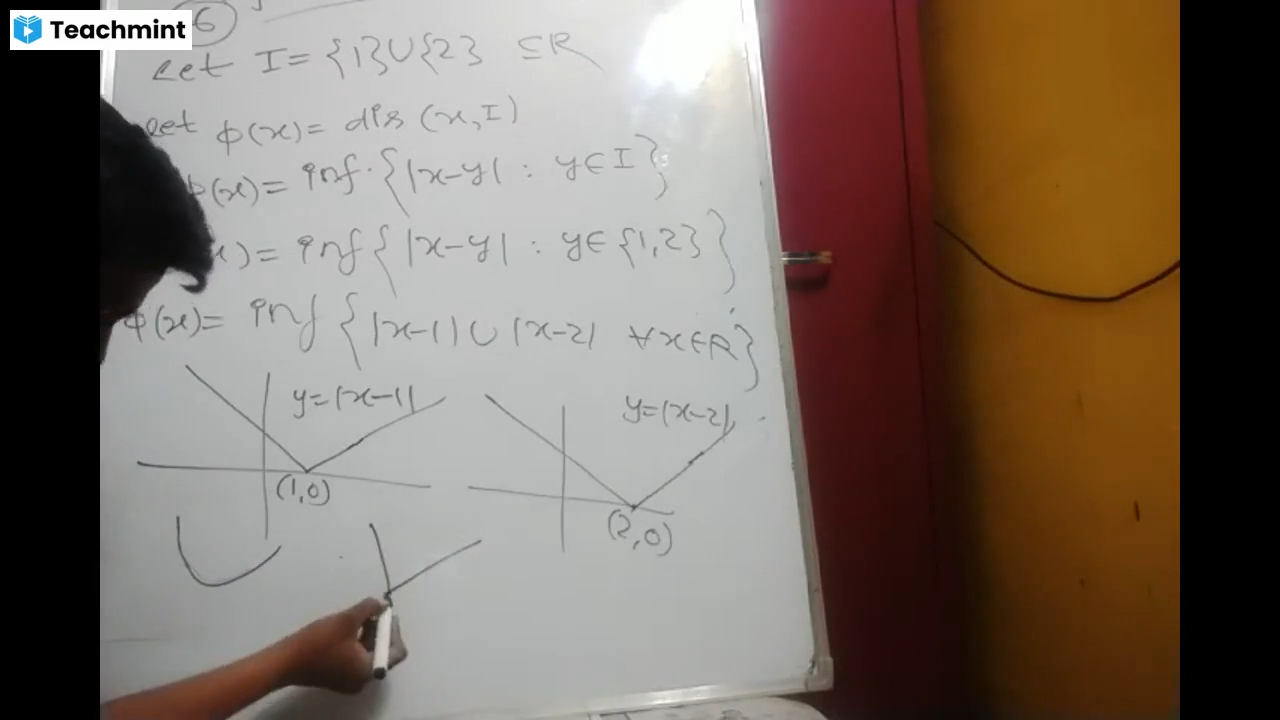 Teachmint
6
Let I = {1}∪{2} ⊆R
Let φ(x) = dis (x, I)
φ(x) = inf. {|x-y| : y∈I}
x) = inf {|x-y| : y∈ {1,2}}
φ(x) = inf {|x-1| ∪ |x-2| ∀x∈R}
y=|x-1|
(1,0)
y=|x-2|
(2,0)